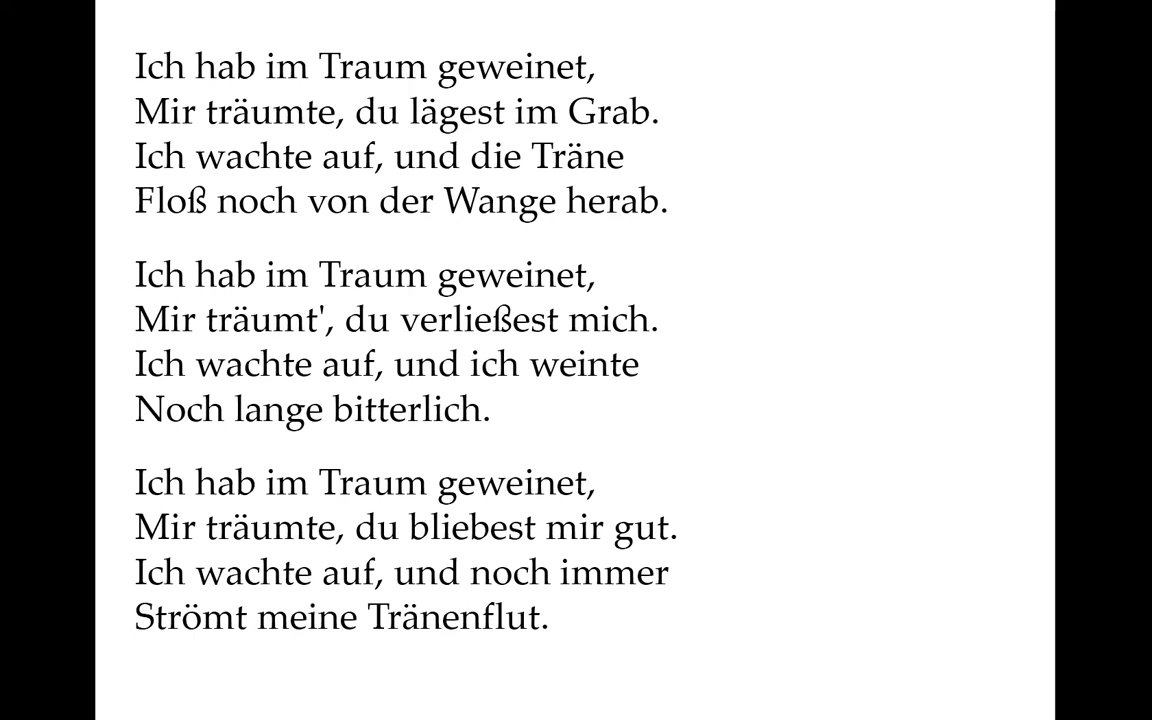 Ich hab im Traum geweinet,
Mir träumte, du lägest im Grab.
Ich wachte auf, und die Träne
Floß noch von der Wange herab.
Ich hab im Traum geweinet,
Mir träumt', du verließest mich.
Ich wachte auf, und ich weinte
Noch lange bitterlich.
Ich hab im Traum geweinet,
Mir träumte, du bliebest mir gut.
Ich wachte auf, und noch immer
Strömt meine Tränenflut.